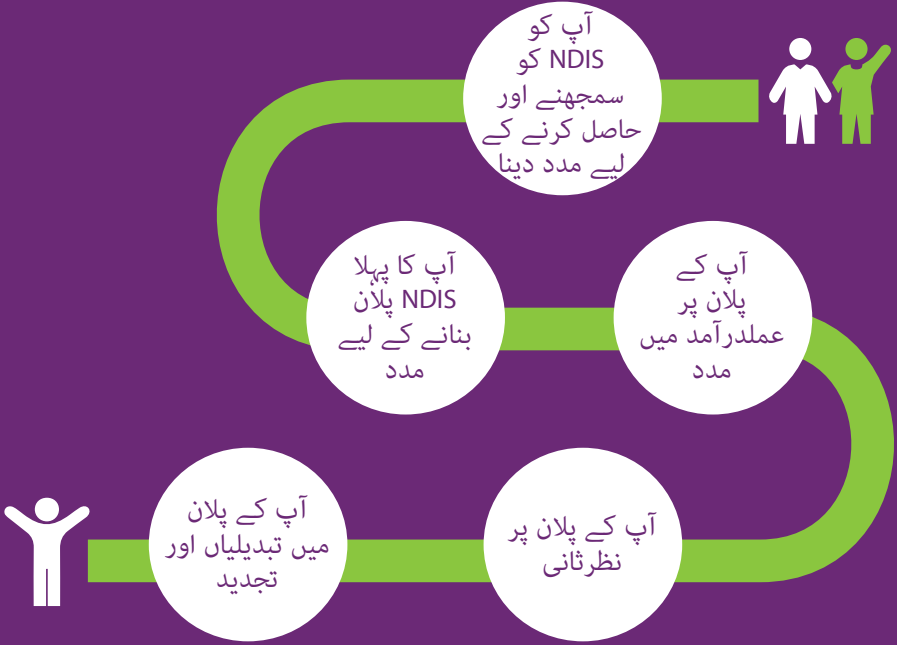 آپ کو
NDIS کو
سمجھنے اور
حاصل کرنے کے
لیے مدد دینا
آپ کا پہلا
NDIS پلان
بنانے کے لیے
مدد
آپ کے
پلان پر
عملدرآمد میں
مدد
آپ کے پلان پر
نظرثانی
آپ کے پلان
میں تبدیلیاں اور
تجدید